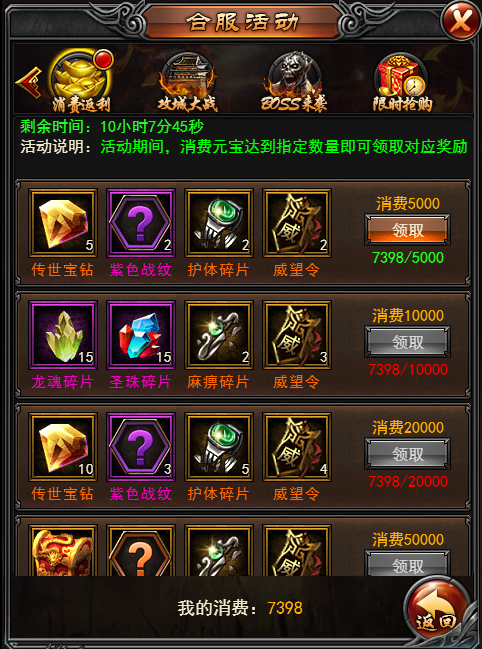 合服活动
消费返利 攻城大战 BOSS来袭 限时抢购
剩余时间：10小时7分45秒
活动说明：活动期间，消费元宝达到指定数量即可领取对应奖励
消费5000
5 ? 2 2 2
领取
传世宝钻 紫色战纹 护体碎片 威望令
7398/5000
消费10000
15 15 2 3
领取
龙魂碎片 圣珠碎片 麻痹碎片 威望令
7398/10000
消费20000
10 ? 3 5 4
领取
传世宝钻 紫色战纹 护体碎片 威望令
7398/20000
消费50000
?
领取
我的消费：7398
返回